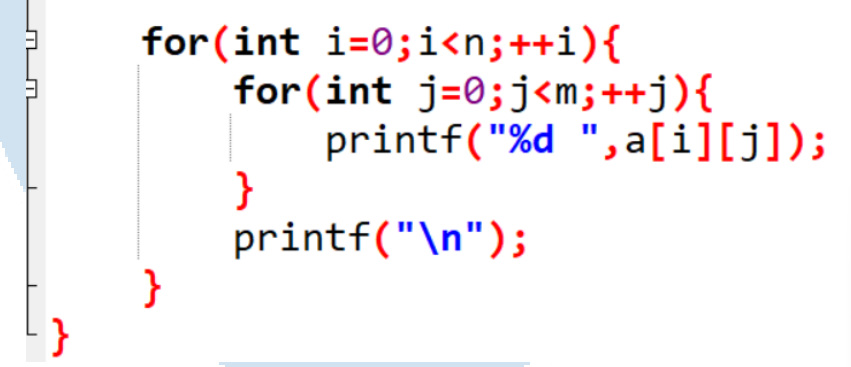 for(int i=0;i<n;++i){
for(int j=0;j<m;++j){
printf("%d ",a[i][j]);
}
printf("\n");
}
}